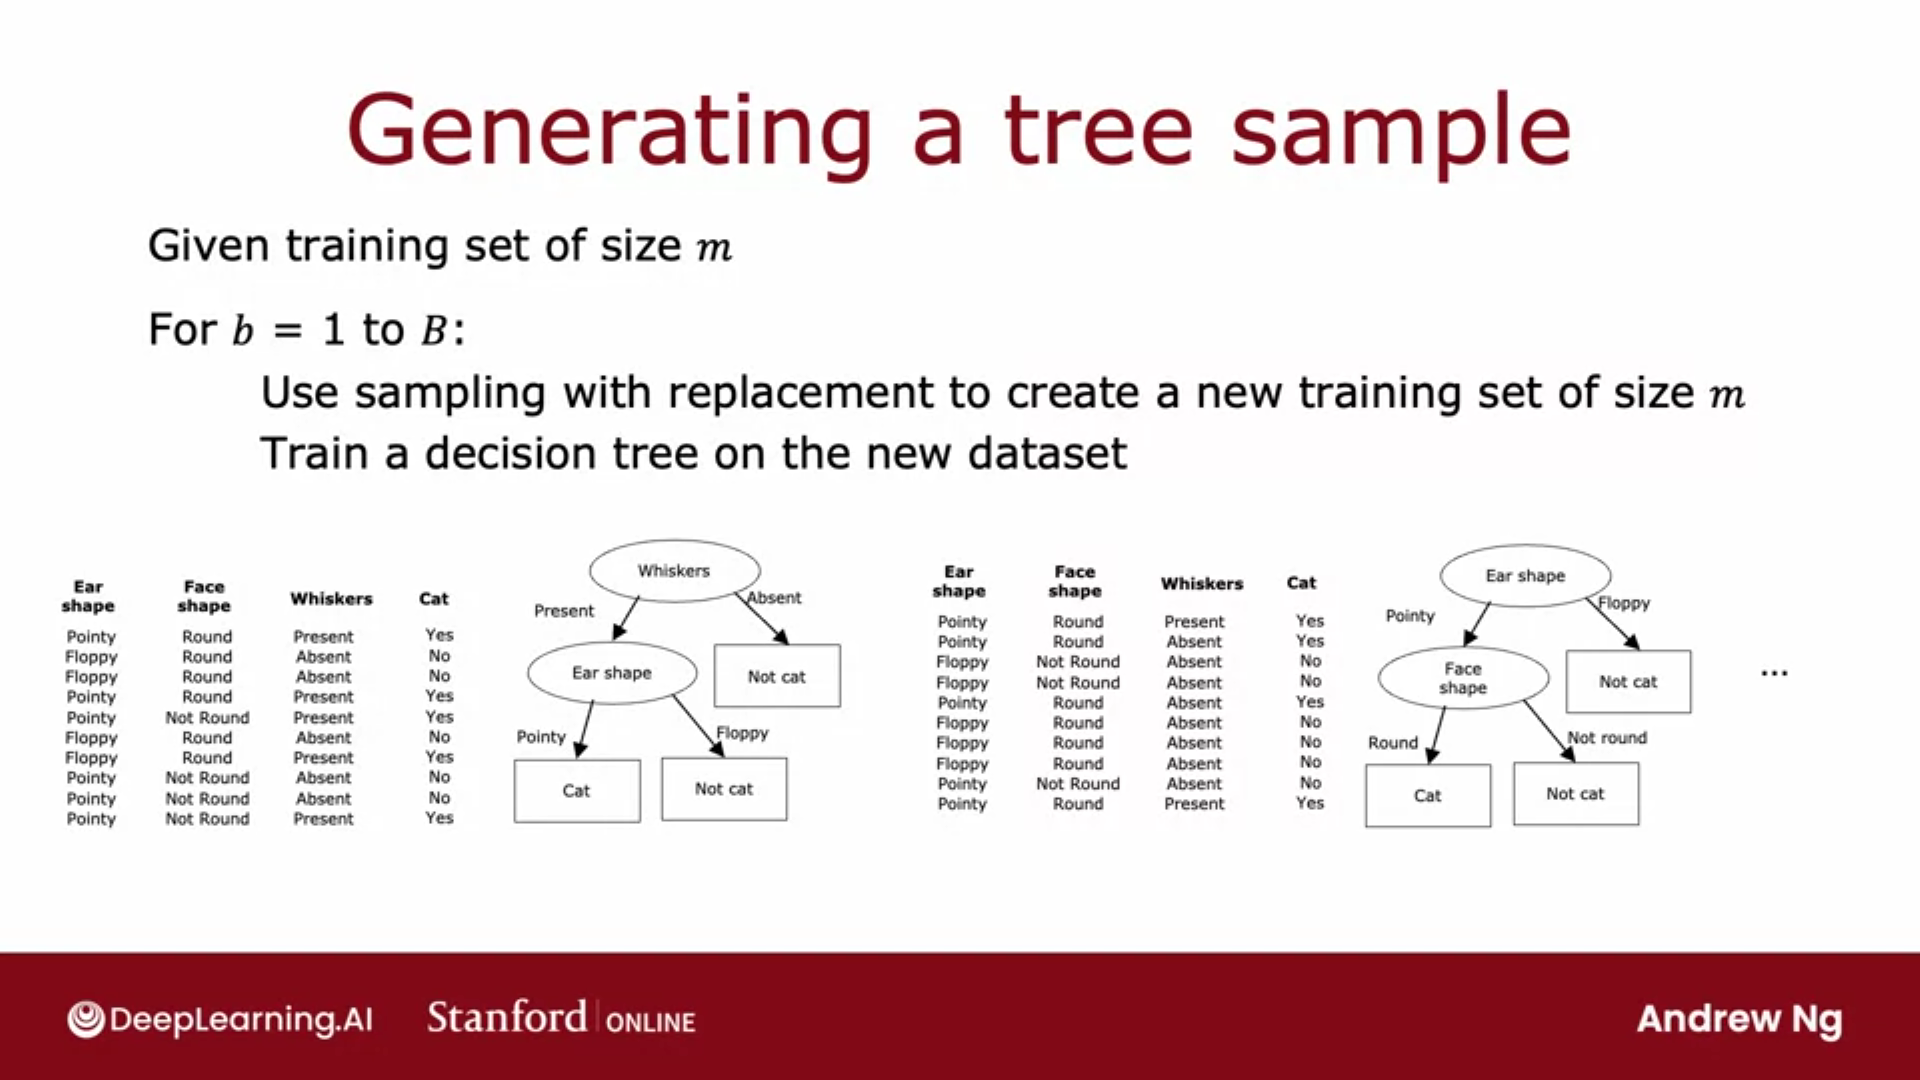 Generating a tree sample
Given training set of size m
For b = 1 to B:
Use sampling with replacement to create a new training set of size m
Train a decision tree on the new dataset
Ear shape Face shape Whiskers Cat
Pointy Round Present Yes
Floppy Round Absent No
Floppy Round Absent No
Pointy Round Present Yes
Pointy Not Round Present Yes
Floppy Round Absent No
Floppy Round Present Yes
Pointy Not Round Absent No
Pointy Not Round Absent No
Pointy Not Round Present Yes
Whiskers
Present Absent
Ear shape Not cat
Pointy Floppy
Cat Not cat
Ear shape Face shape Whiskers Cat
Pointy Round Present Yes
Pointy Round Absent Yes
Floppy Not Round Absent No
Floppy Not Round Absent No
Pointy Round Absent Yes
Floppy Round Absent No
Floppy Round Absent No
Floppy Round Absent No
Pointy Not Round Absent No
Pointy Round Present Yes
Ear shape
Pointy Floppy
Face shape Not cat
Round Not round
Cat Not cat
...
DeepLearning.AI Stanford ONLINE Andrew Ng